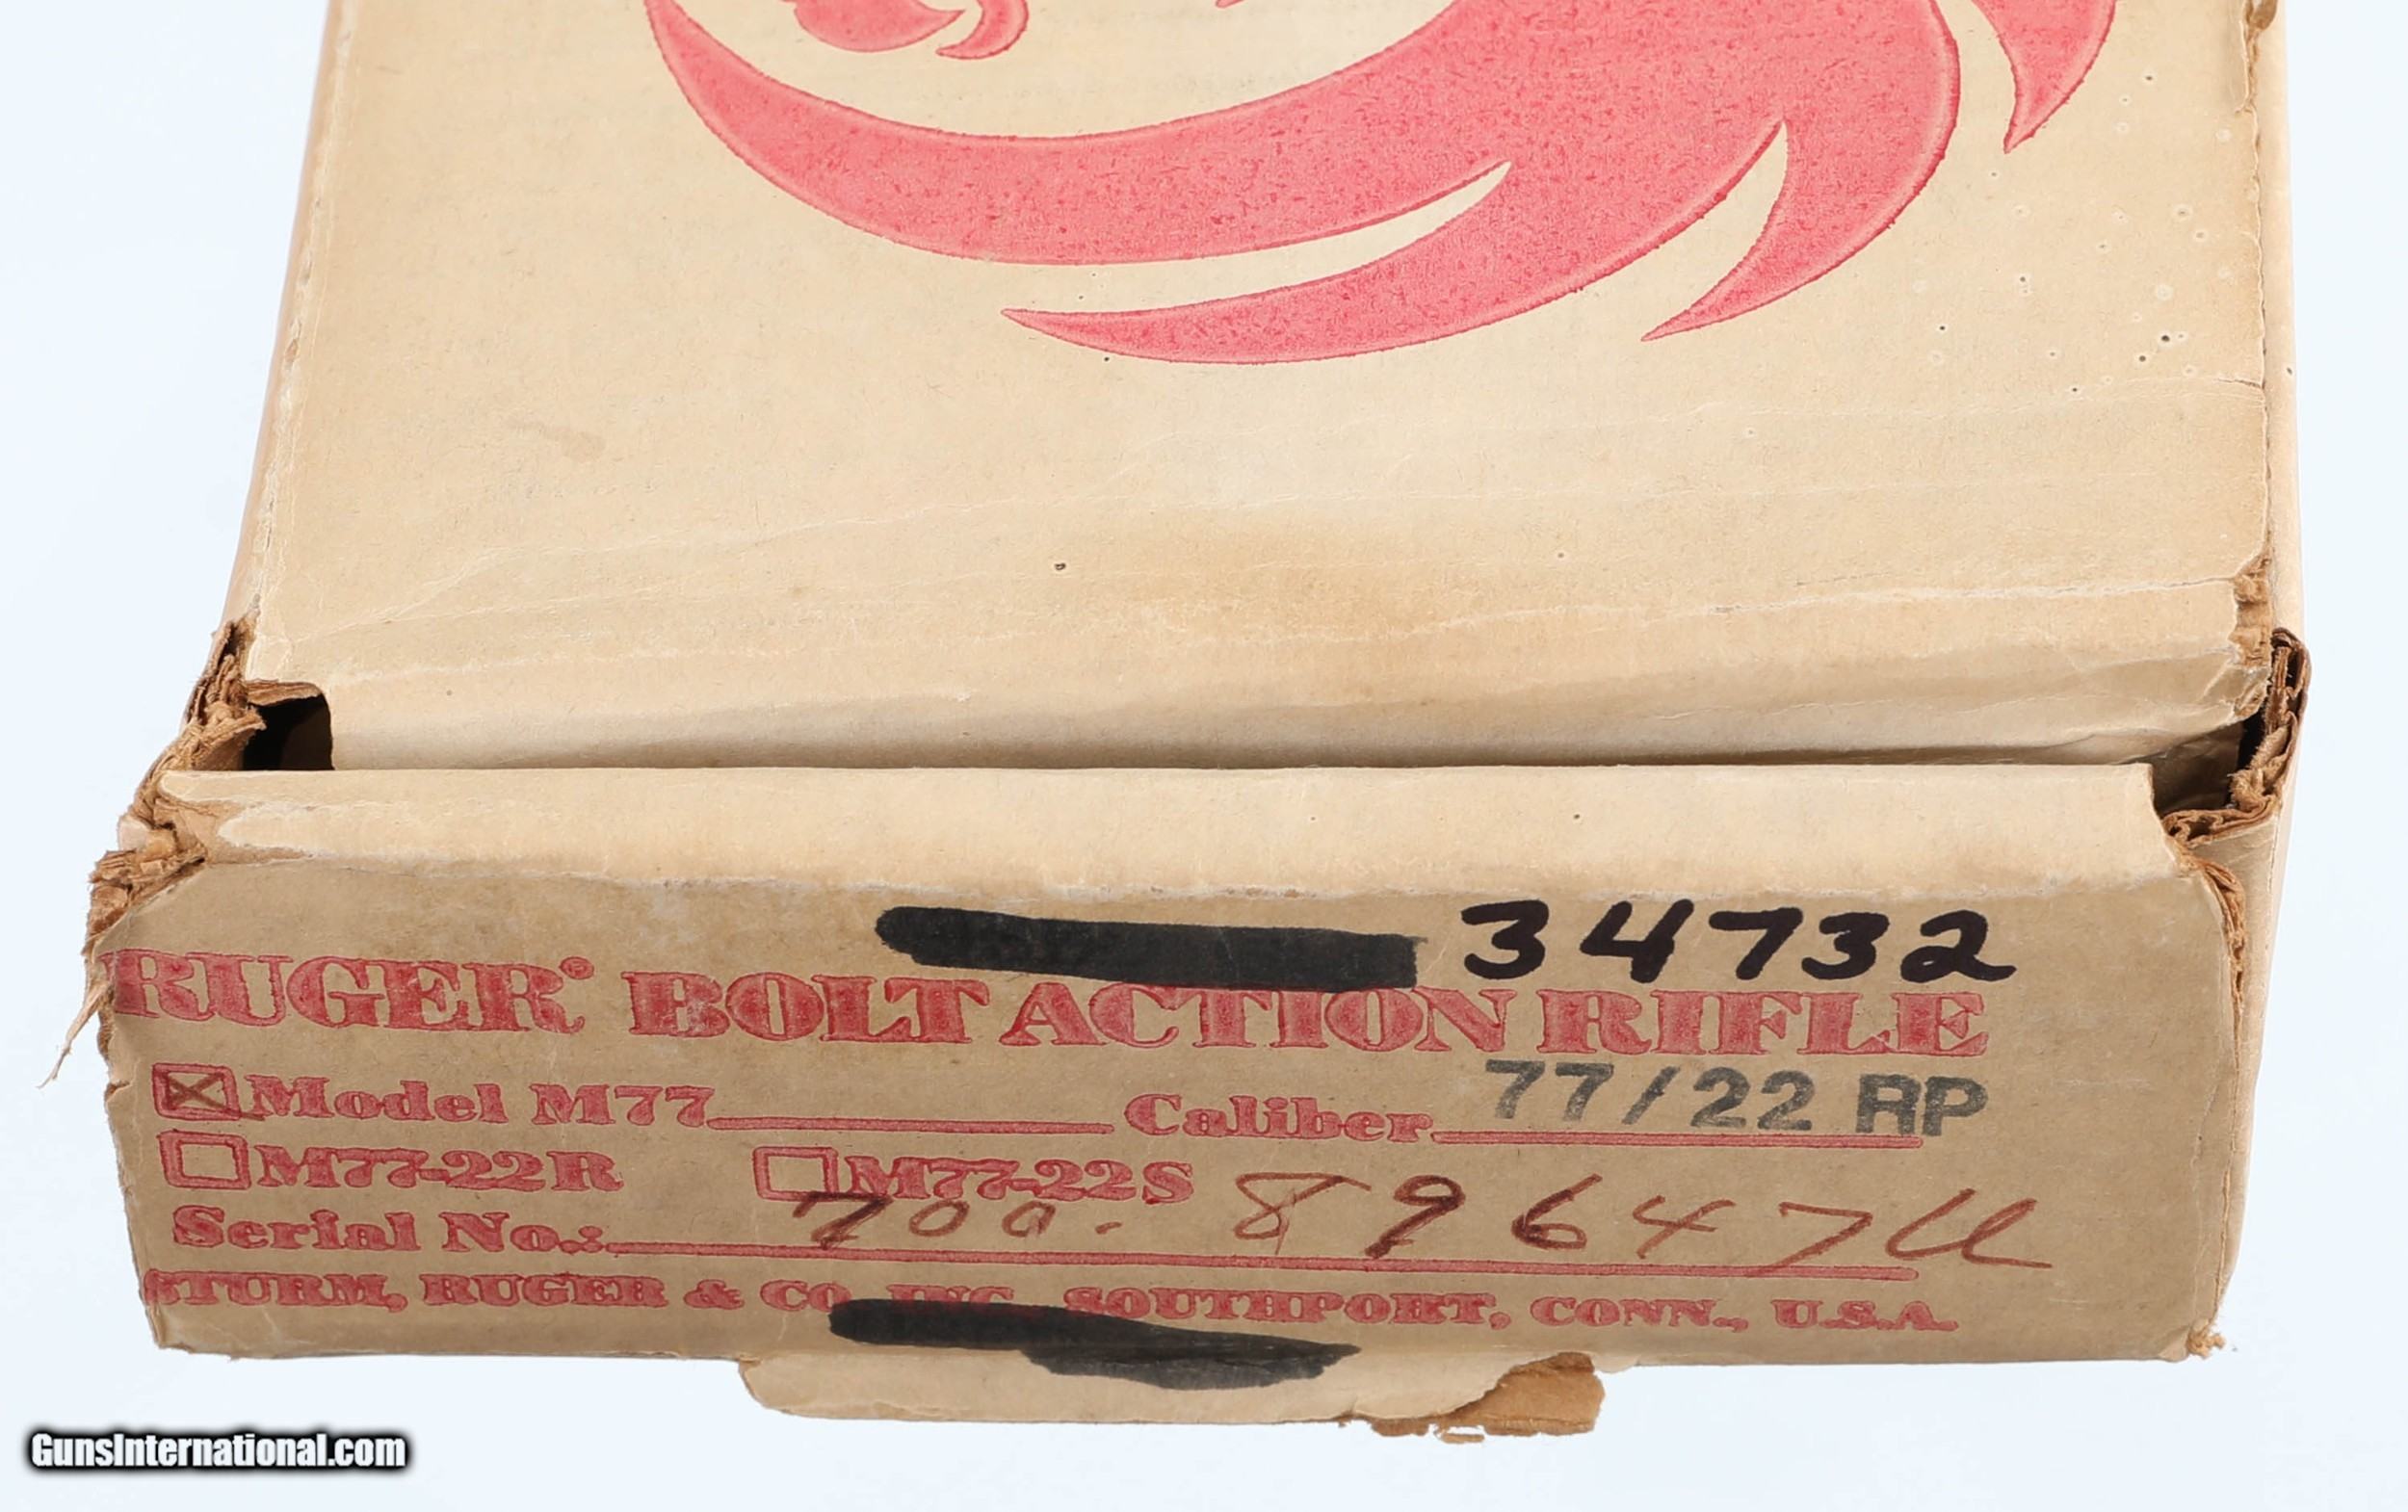 34732
RUGER® BOLT ACTION RIFLE
☒ Model M77 Caliber 77/22 RP
☐ M77-22R ☐ M77-22S
Serial No.: 700-89647
STURM, RUGER & CO. INC. SOUTHPORT, CONN., U.S.A.
GunsInternational.com